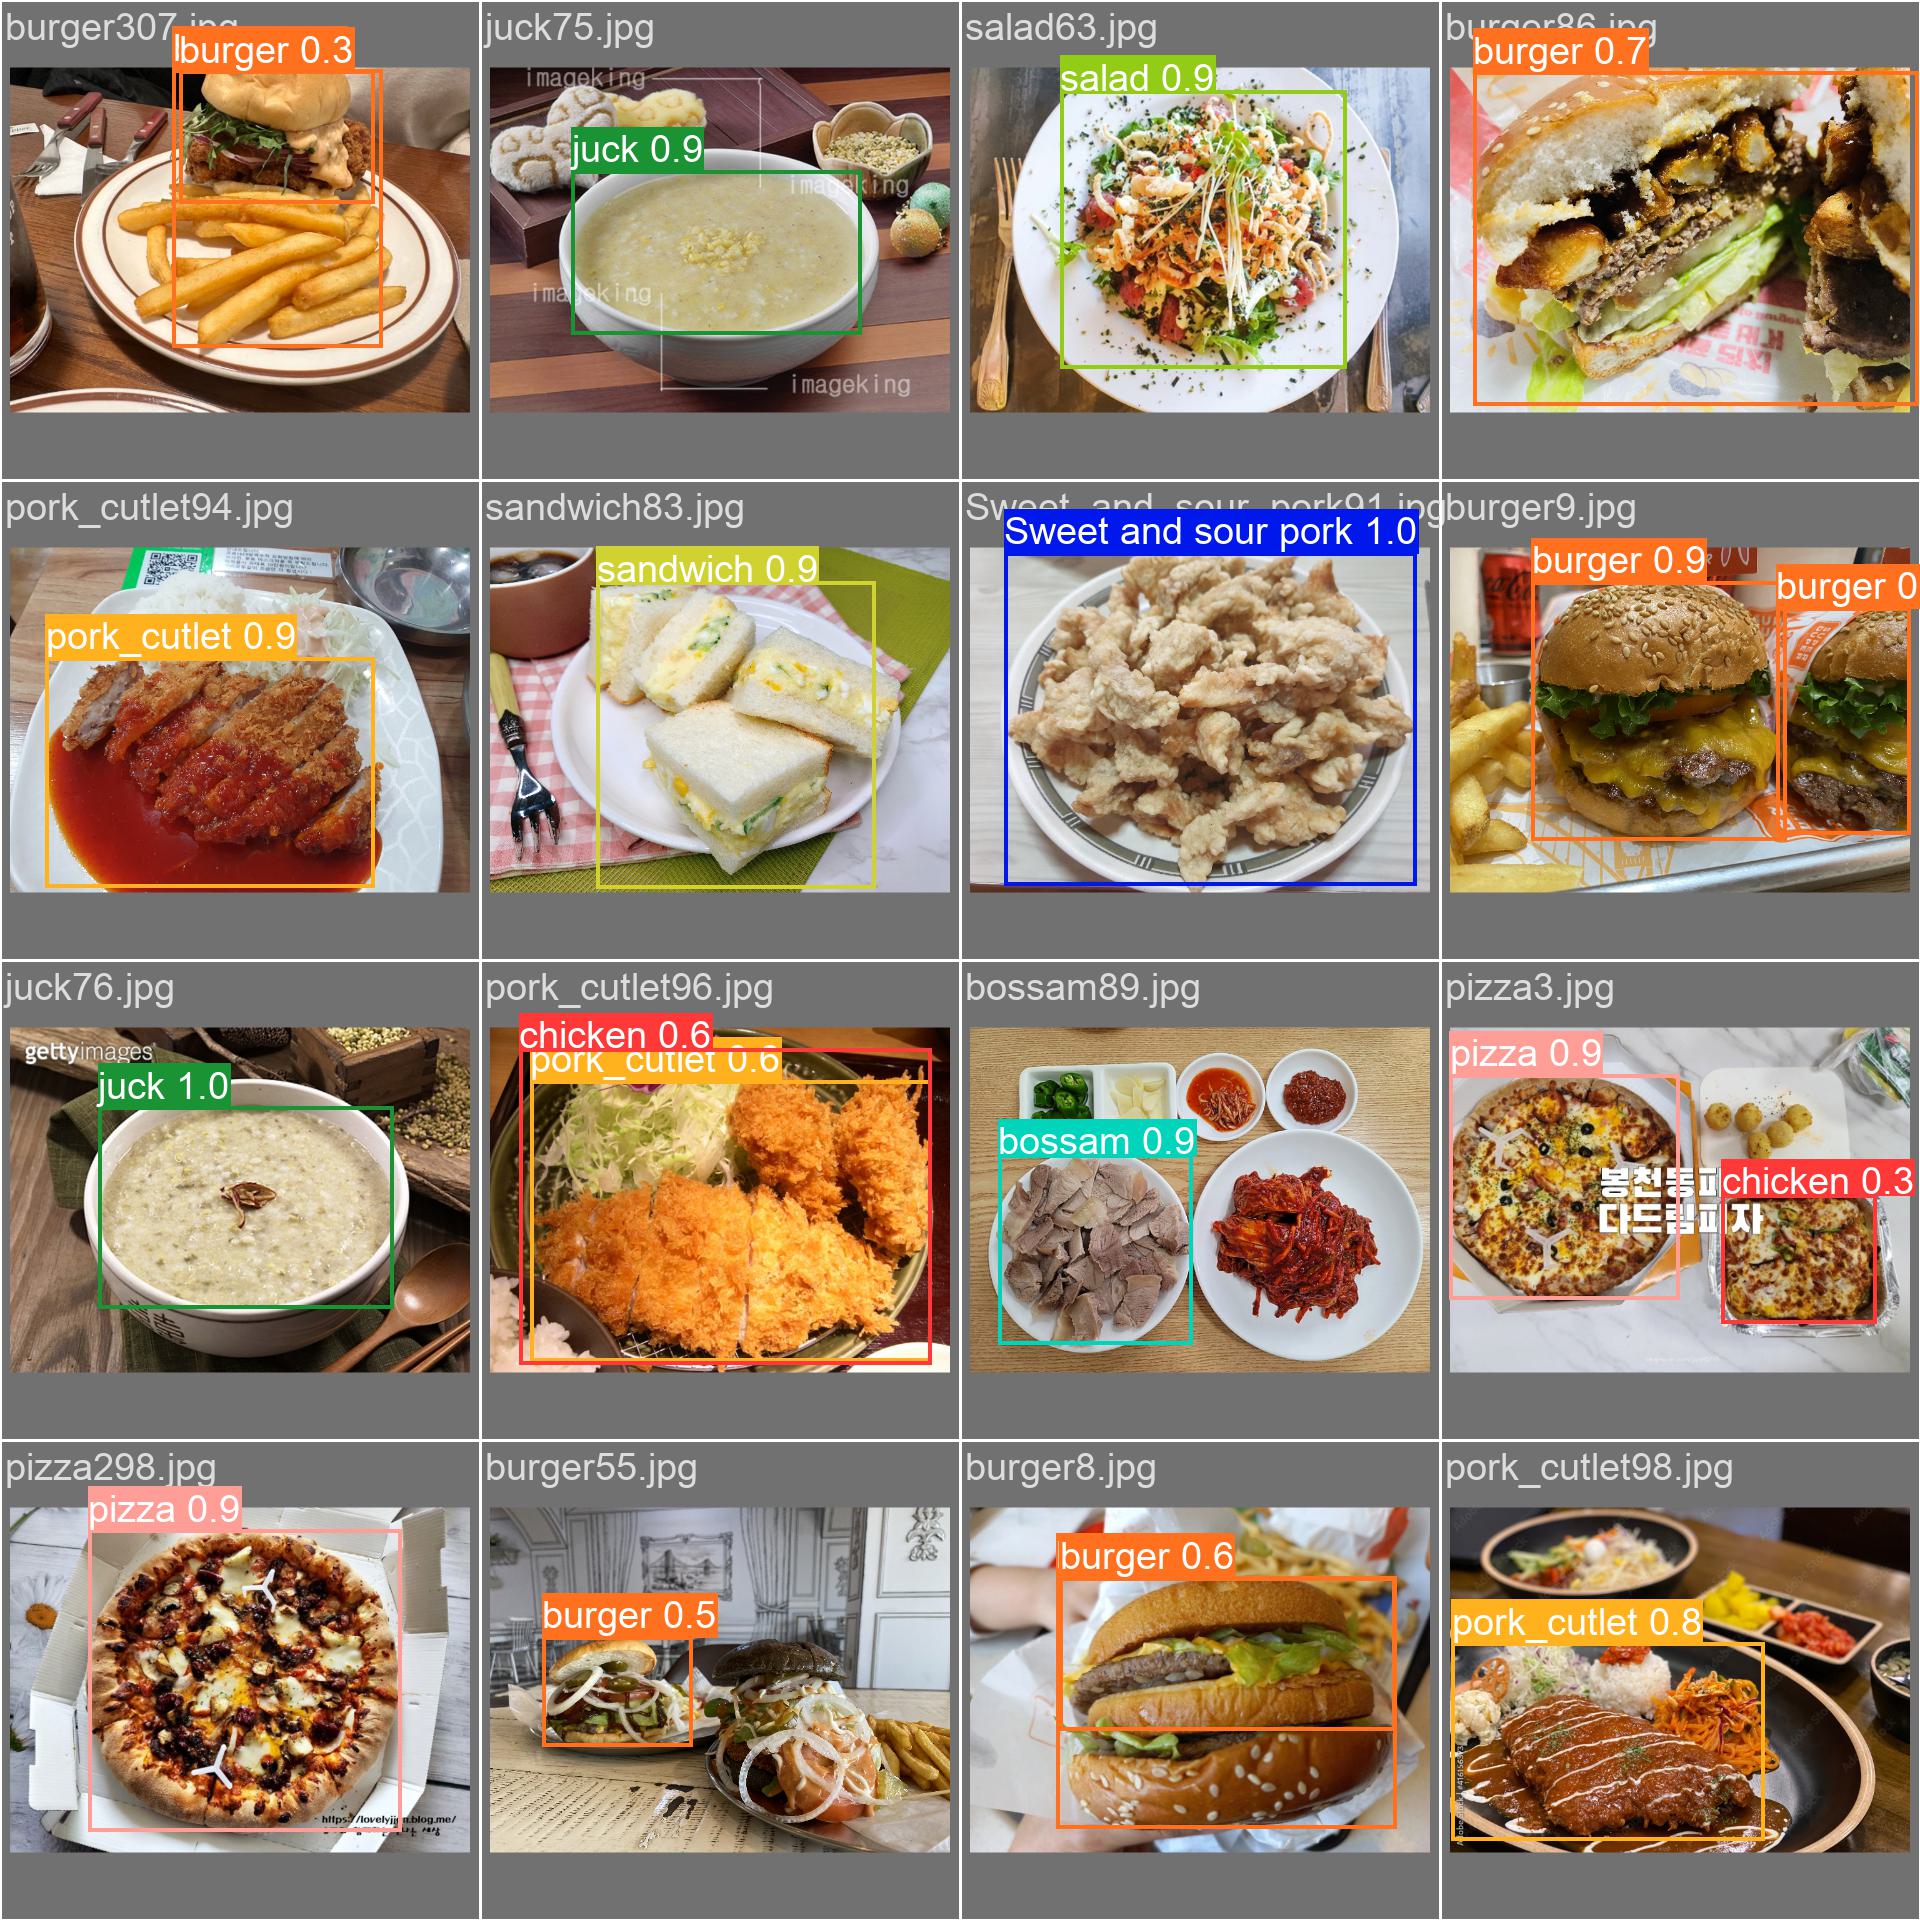 burger307.jpg
burger 0.3
juck75.jpg
imageking
juck 0.9
imageking
imageking
imageking
salad63.jpg
salad 0.9
burger86.jpg
burger 0.7
pork_cutlet94.jpg
pork_cutlet 0.9
sandwich83.jpg
sandwich 0.9
Sweet_and_sour_pork91.jpg
Sweet and sour pork 1.0
burger9.jpg
burger 0.9
burger 0
juck76.jpg
gettyimages
juck 1.0
pork_cutlet96.jpg
chicken 0.6
pork_cutlet 0.6
bossam89.jpg
bossam 0.9
pizza3.jpg
pizza 0.9
봉천동피
chicken 0.3
다드림피자
pizza298.jpg
pizza 0.9
burger55.jpg
burger 0.5
burger8.jpg
burger 0.6
pork_cutlet98.jpg
pork_cutlet 0.8